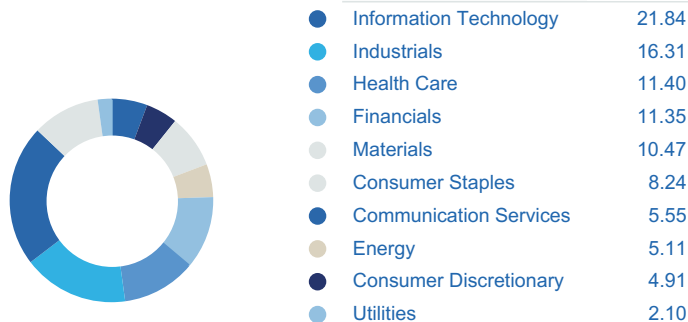 Information Technology 21.84
Industrials 16.31
Health Care 11.40
Financials 11.35
Materials 10.47
Consumer Staples 8.24
Communication Services 5.55
Energy 5.11
Consumer Discretionary 4.91
Utilities 2.10